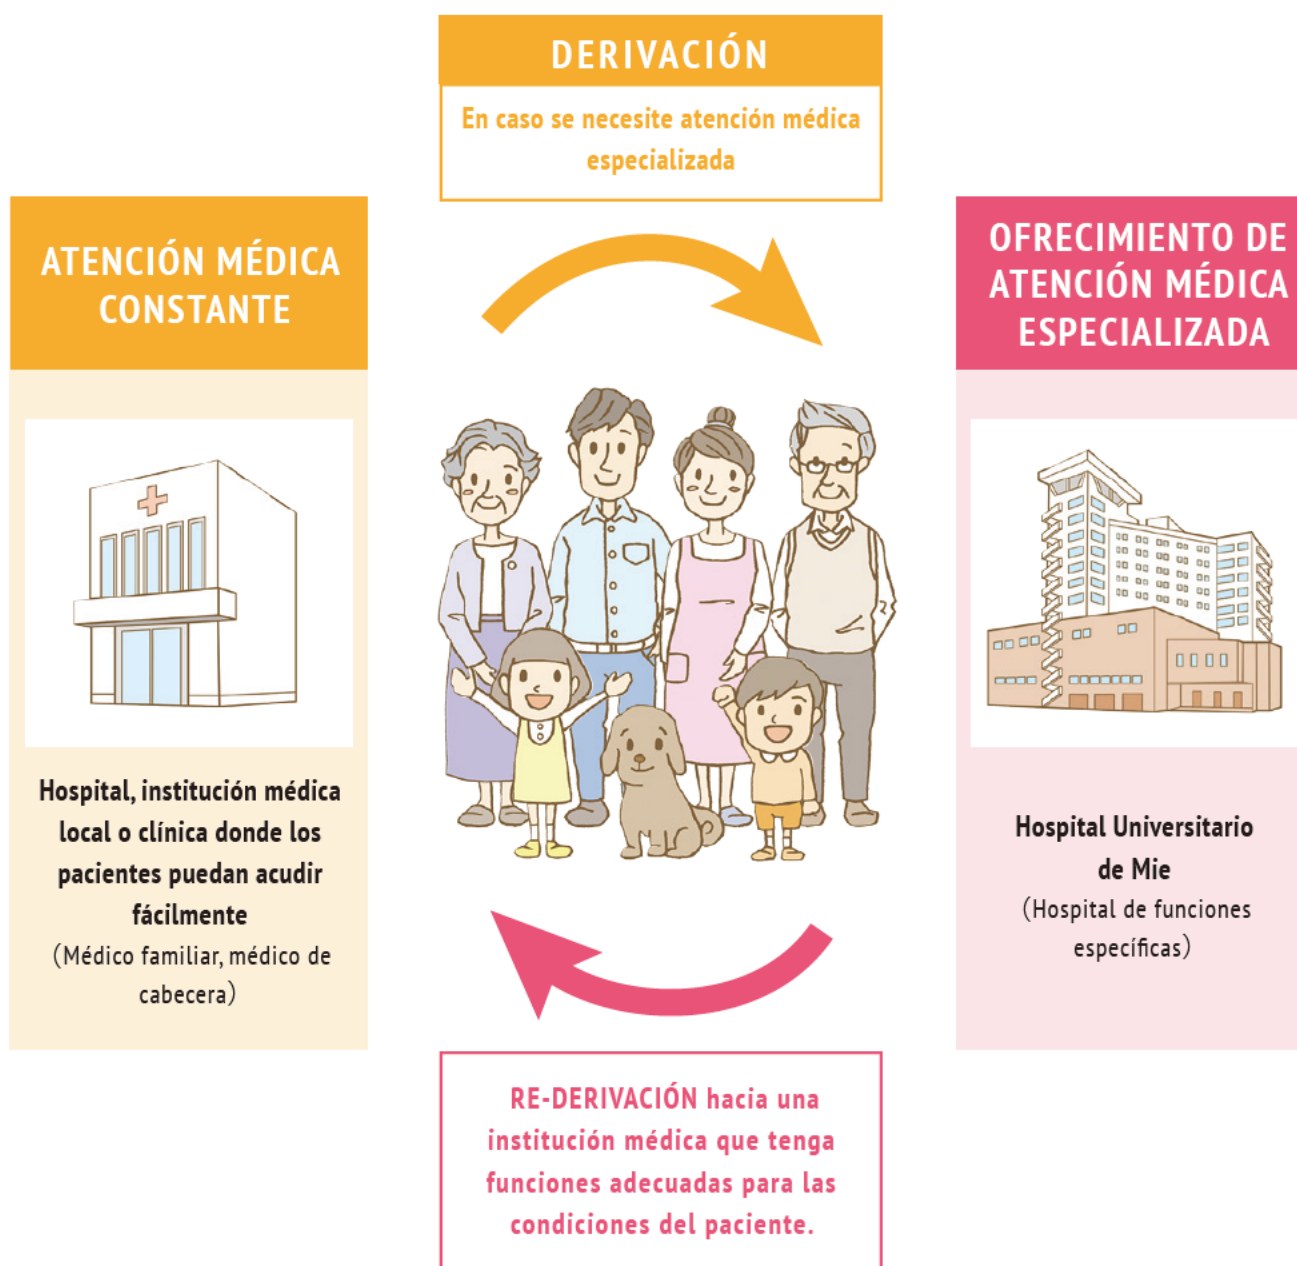 DERIVACIÓN
En caso se necesite atención médica
especializada
ATENCIÓN MÉDICA
CONSTANTE
Hospital, institución médica
local o clínica donde los
pacientes puedan acudir
fácilmente
(Médico familiar, médico de
cabecera)
OFRECIMIENTO DE
ATENCIÓN MÉDICA
ESPECIALIZADA
Hospital Universitario
de Mie
(Hospital de funciones
específicas)
RE-DERIVACIÓN hacia una
institución médica que tenga
funciones adecuadas para las
condiciones del paciente.